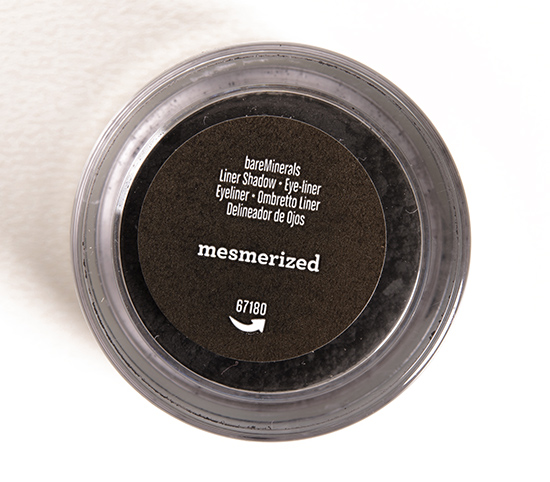 bareMinerals
Liner Shadow • Eye-liner
Eyeliner • Ombretto Liner
Delineador de Ojos
mesmerized
67180